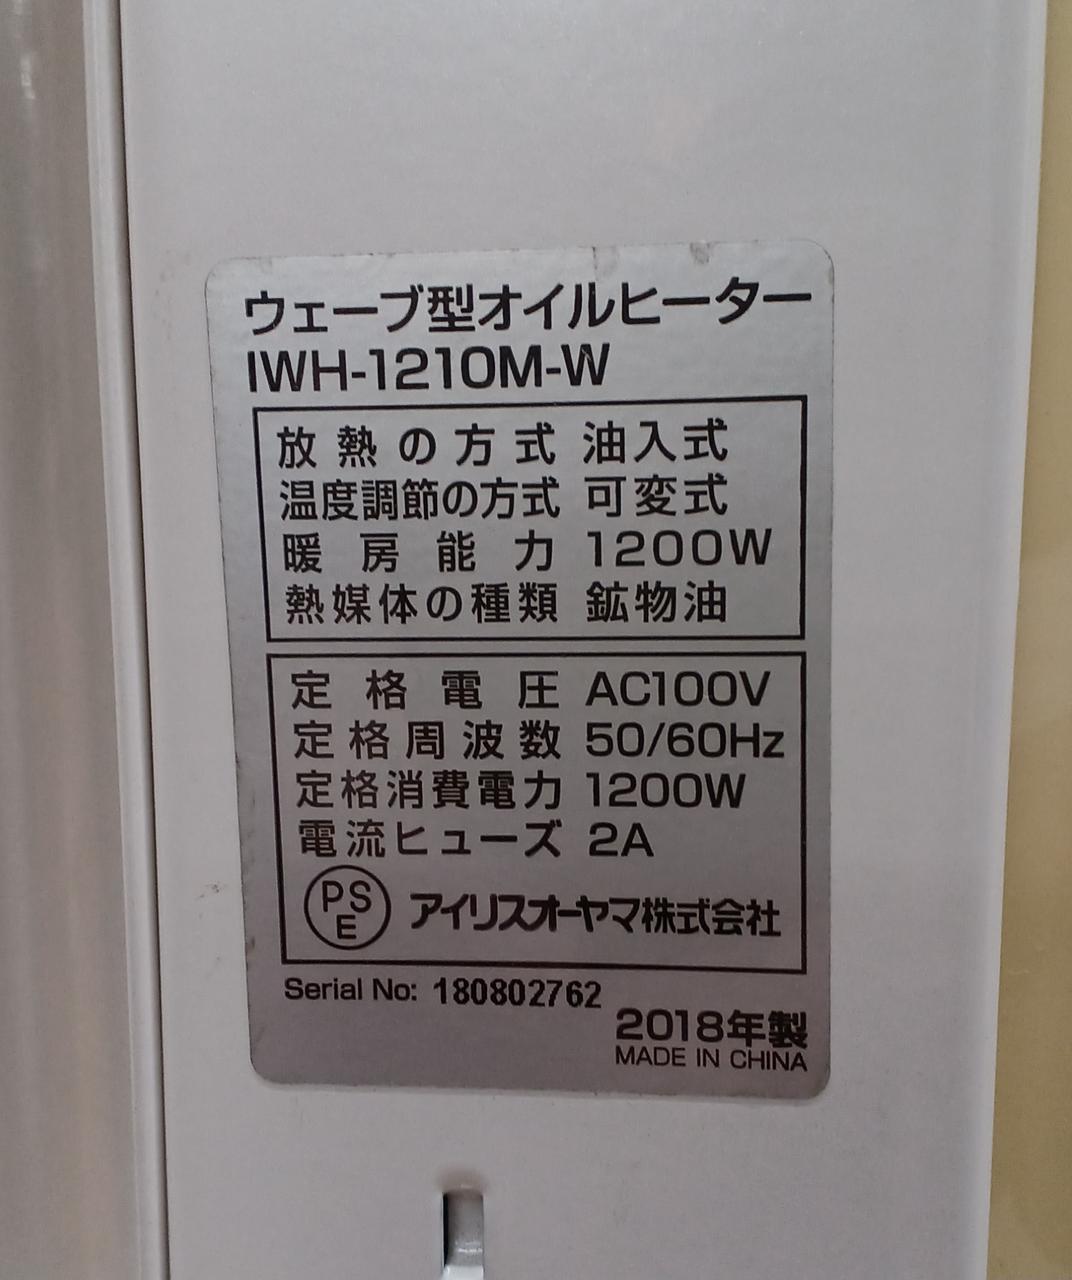 ウェーブ型オイルヒーター
IWH-1210M-W
放熱の方式 油入式
温度調節の方式 可変式
暖房能力 1200W
熱媒体の種類 鉱物油
定格電圧 AC100V
定格周波数 50/60Hz
定格消費電力 1200W
電流ヒューズ 2A
PSE アイリスオーヤマ株式会社
Serial No: 180802762
2018年製
MADE IN CHINA